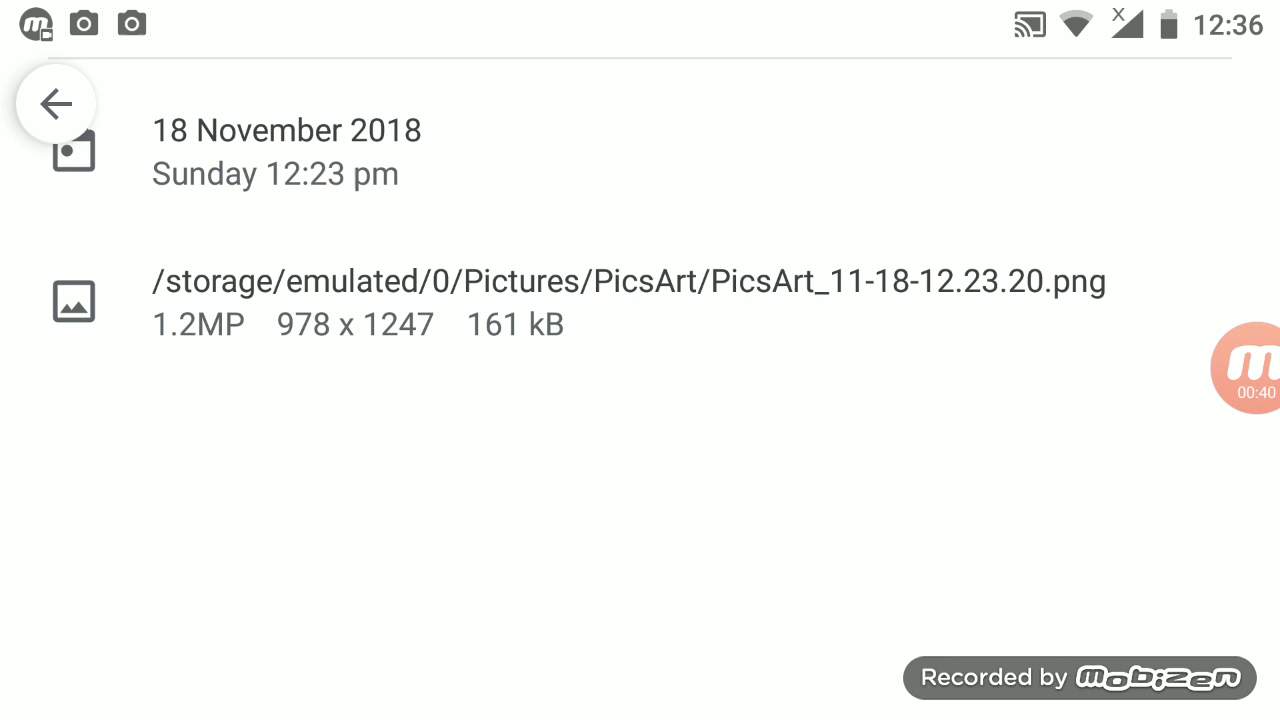 12:36
18 November 2018
Sunday 12:23 pm
/storage/emulated/0/Pictures/PicsArt/PicsArt_11-18-12.23.20.png
1.2MP 978 x 1247 161 kB
m
00:40
Recorded by mobizen